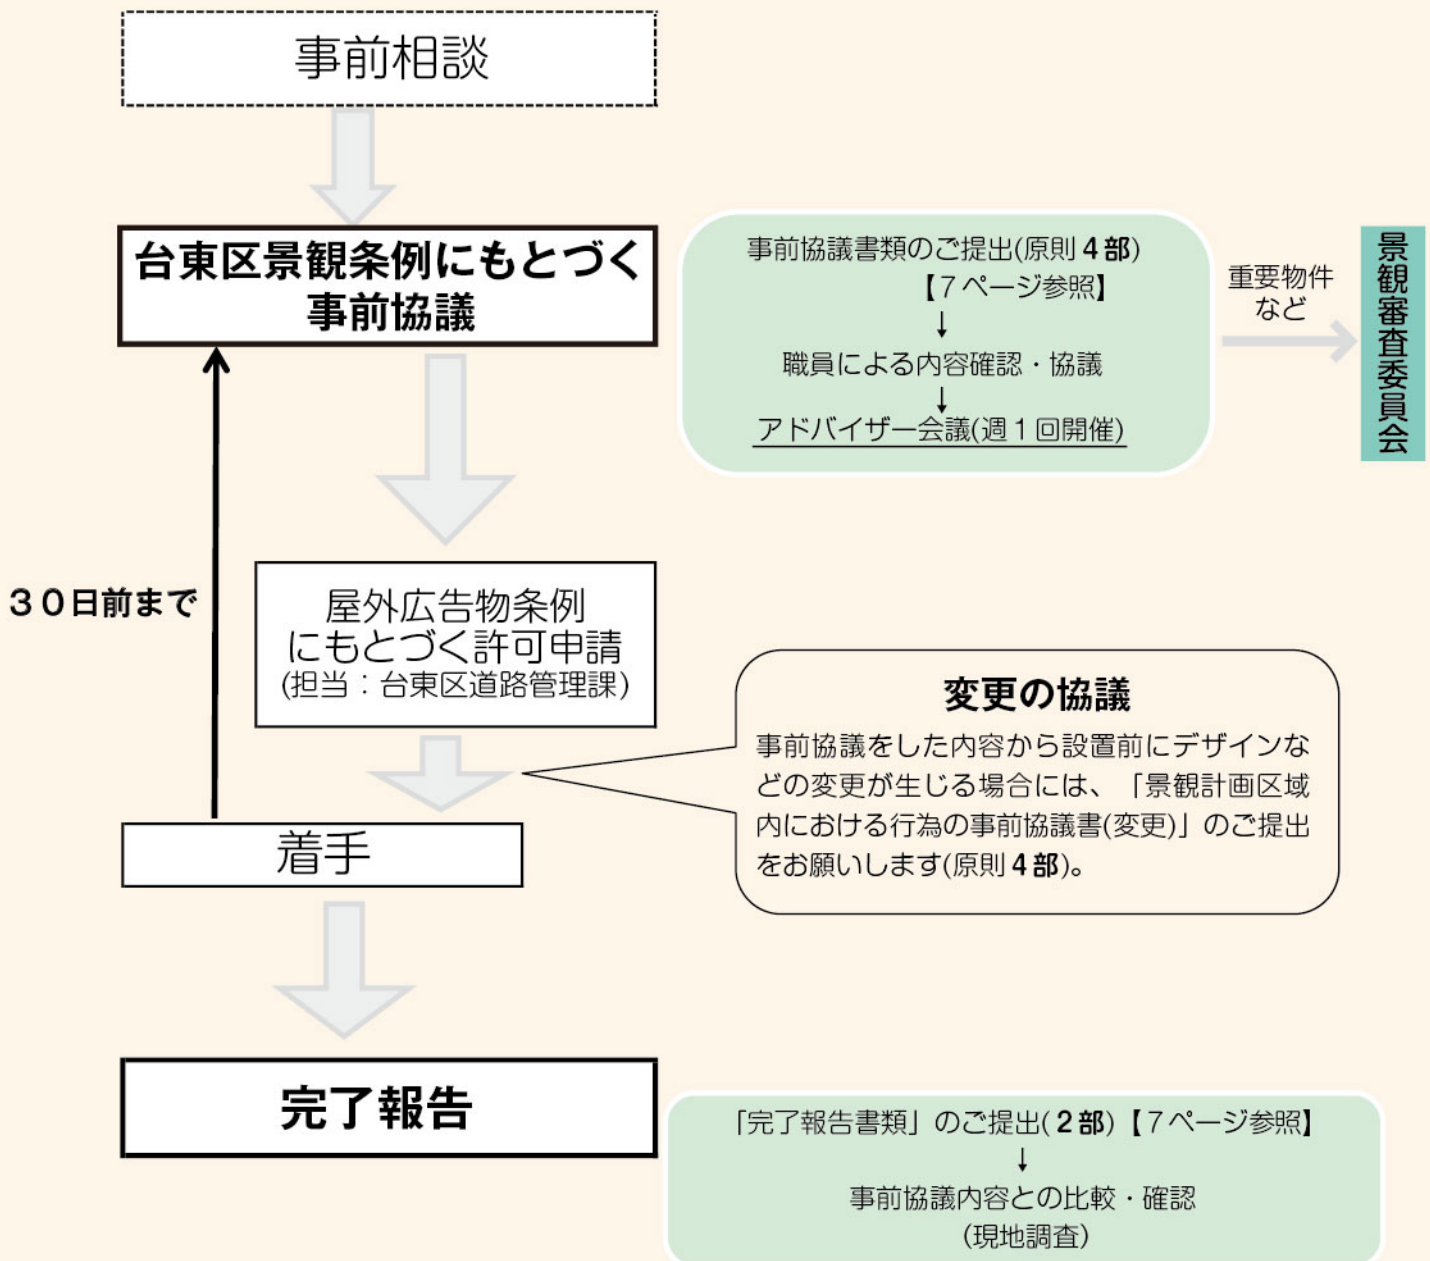 事前相談
台東区景観条例にもとづく
事前協議
事前協議書類のご提出(原則４部)
【７ページ参照】
↓
職員による内容確認・協議
↓
アドバイザー会議(週１回開催)
重要物件
など
景観審査委員会
３０日前まで
屋外広告物条例
にもとづく許可申請
(担当：台東区道路管理課)
変更の協議
事前協議をした内容から設置前にデザインな
どの変更が生じる場合には、「景観計画区域
内における行為の事前協議書(変更)」のご提出
をお願いします(原則４部)。
着手
完了報告
「完了報告書類」のご提出(２部)【７ページ参照】
↓
事前協議内容との比較・確認
(現地調査)